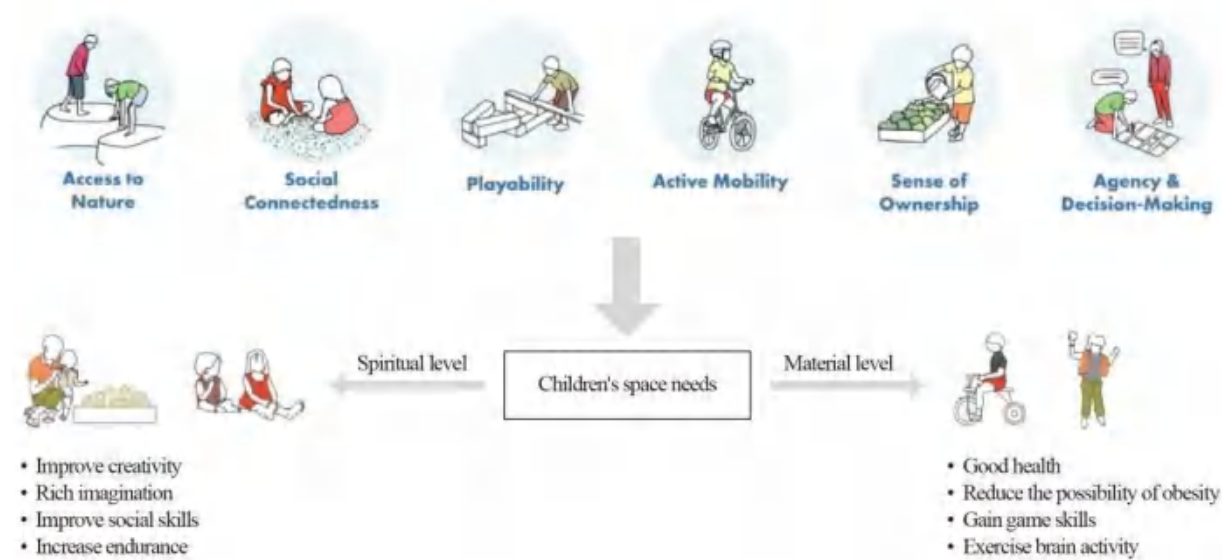 Access to
Nature
Social
Connectedness
Playability
Active Mobility
Sense of
Ownership
Agency &
Decision-Making
Spiritual level
Children's space needs
Material level
• Improve creativity
• Rich imagination
• Improve social skills
• Increase endurance
• Good health
• Reduce the possibility of obesity
• Gain game skills
• Exercise brain activity